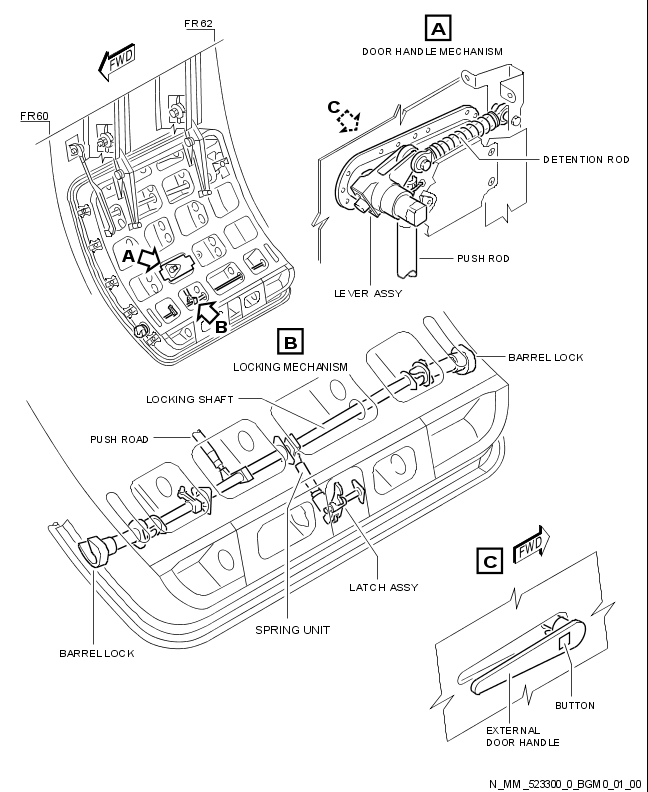 FR62
FWD
FR60
A
B
A
DOOR HANDLE MECHANISM
C
DETENTION ROD
PUSH ROD
LEVER ASSY
B
LOCKING MECHANISM
BARREL LOCK
LOCKING SHAFT
PUSH ROAD
LATCH ASSY
SPRING UNIT
BARREL LOCK
C
FWD
BUTTON
EXTERNAL
DOOR HANDLE
N_MM_523300_0_BGM0_01_00